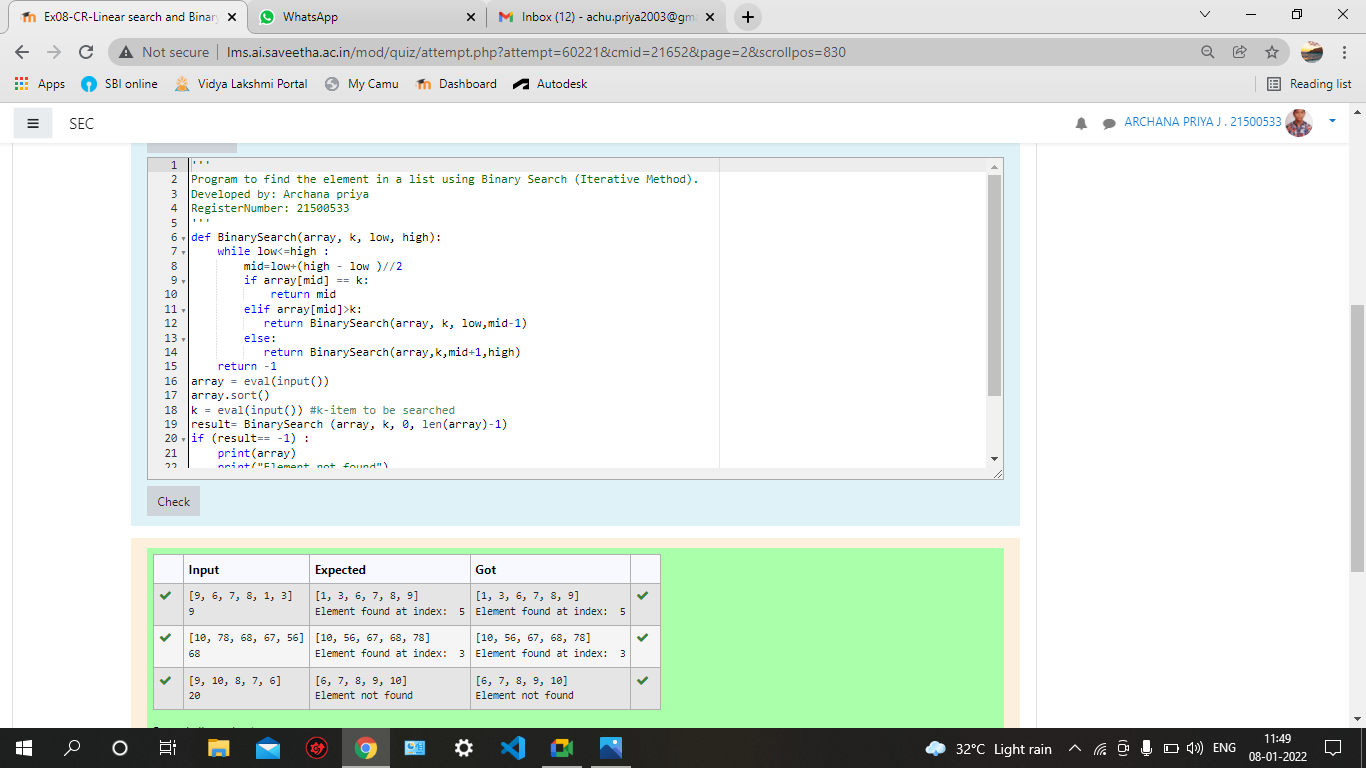 Ex08-CR-Linear search and Binar
WhatsApp
Inbox (12) - achu.priya2003@gm
Not secure
lms.ai.saveetha.ac.in/mod/quiz/attempt.php?attempt=60221&cmid=21652&page=2&scrollpos=830
Apps
SBI online
Vidya Lakshmi Portal
My Camu
Dashboard
Autodesk
Reading list
SEC
ARCHANA PRIYA J . 21500533
1 '''
2 Program to find the element in a list using Binary Search (Iterative Method).
3 Developed by: Archana priya
4 RegisterNumber: 21500533
5 '''
6 def BinarySearch(array, k, low, high):
7     while low<=high :
8         mid=low+(high - low )//2
9         if array[mid] == k:
10             return mid
11         elif array[mid]>k:
12            return BinarySearch(array, k, low,mid-1)
13         else:
14            return BinarySearch(array,k,mid+1,high)
15     return -1
16 array = eval(input())
17 array.sort()
18 k = eval(input()) #k-item to be searched
19 result= BinarySearch (array, k, 0, len(array)-1)
20 if (result== -1) :
21     print(array)
22     print("Element not found")
Check
Input Expected Got
[9, 6, 7, 8, 1, 3] [1, 3, 6, 7, 8, 9] [1, 3, 6, 7, 8, 9]
9 Element found at index:  5 Element found at index:  5
[10, 78, 68, 67, 56] [10, 56, 67, 68, 78] [10, 56, 67, 68, 78]
68 Element found at index:  3 Element found at index:  3
[9, 10, 8, 7, 6] [6, 7, 8, 9, 10] [6, 7, 8, 9, 10]
20 Element not found Element not found
32°C Light rain
ENG
11:49
08-01-2022